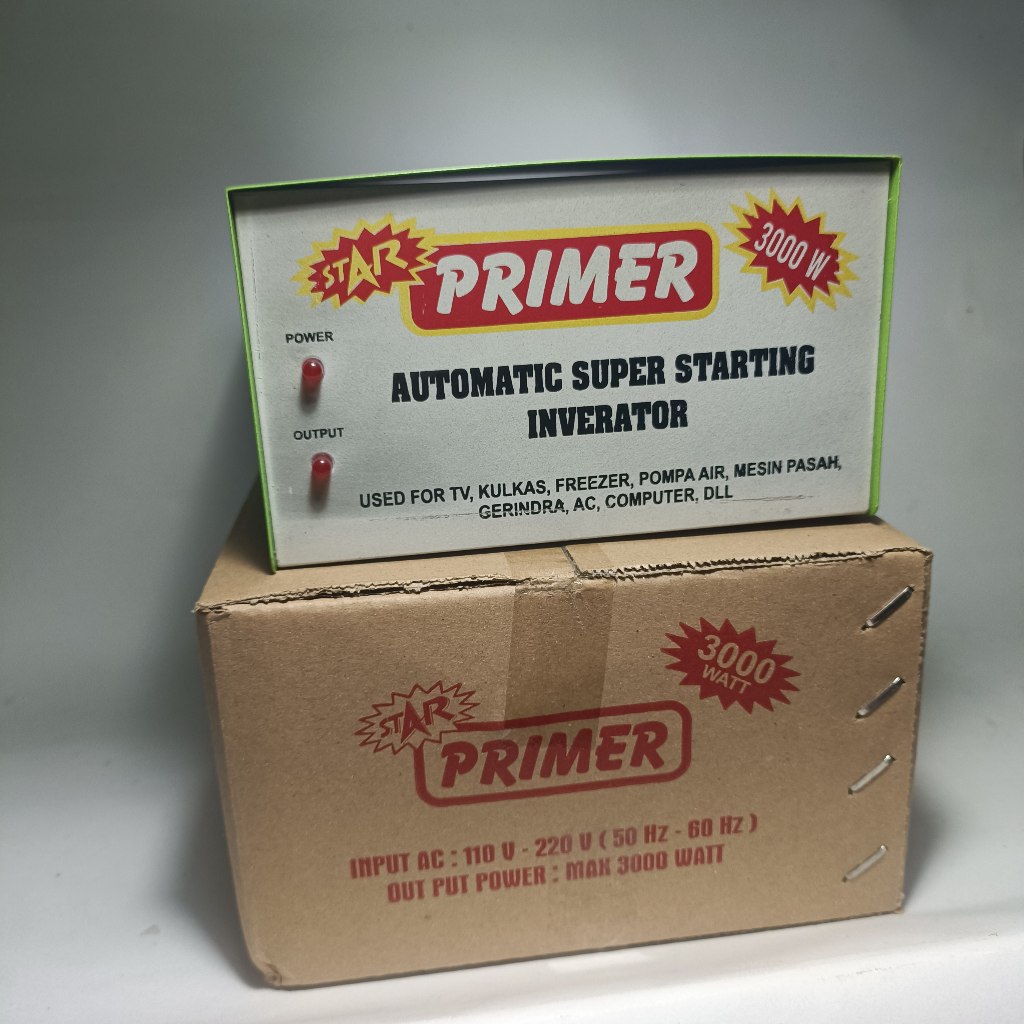 STAR PRIMER
3000 W
POWER
AUTOMATIC SUPER STARTING
INVERATOR
OUTPUT
USED FOR TV, KULKAS, FREEZER, POMPA AIR, MESIN PASAH,
GERINDRA, AC, COMPUTER, DLL
3000
WATT
STAR
PRIMER
INPUT AC : 110 V - 220 V ( 50 Hz - 60 Hz )
OUT PUT POWER : MAX 3000 WATT